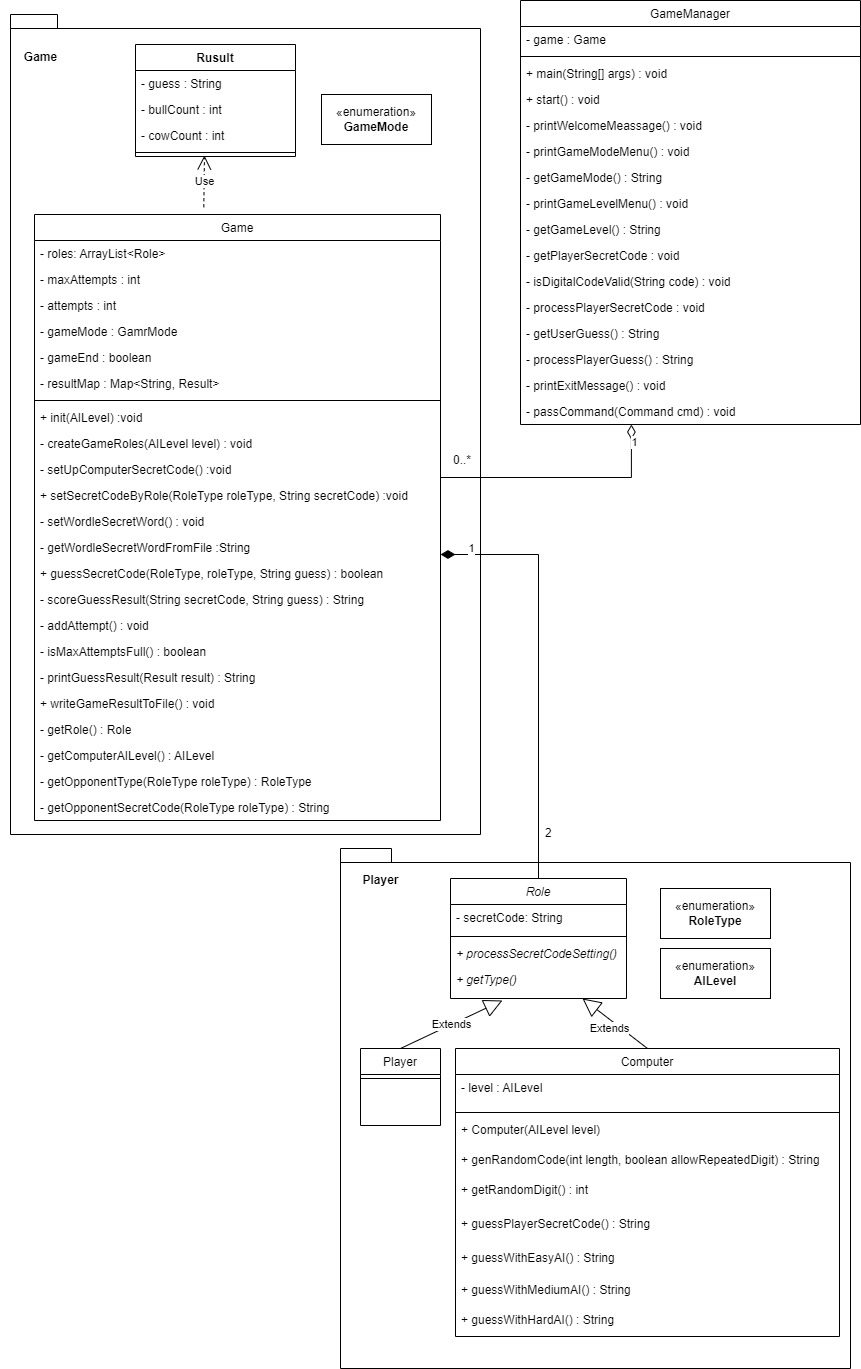 Game
Rusult
- guess : String
- bullCount : int
- cowCount : int
«enumeration»
GameMode
Use
Game
- roles: ArrayList<Role>
- maxAttempts : int
- attempts : int
- gameMode : GamrMode
- gameEnd : boolean
- resultMap : Map<String, Result>
+ init(AILevel) :void
- createGameRoles(AILevel level) : void
- setUpComputerSecretCode() :void
+ setSecretCodeByRole(RoleType roleType, String secretCode) :void
- setWordleSecretWord() : void
- getWordleSecretWordFromFile :String
+ guessSecretCode(RoleType, roleType, String guess) : boolean
- scoreGuessResult(String secretCode, String guess) : String
- addAttempt() : void
- isMaxAttemptsFull() : boolean
- printGuessResult(Result result) : String
+ writeGameResultToFile() : void
- getRole() : Role
- getComputerAILevel() : AILevel
- getOpponentType(RoleType roleType) : RoleType
- getOpponentSecretCode(RoleType roleType) : String
GameManager
- game : Game
+ main(String[] args) : void
+ start() : void
- printWelcomeMeassage() : void
- printGameModeMenu() : void
- getGameMode() : String
- printGameLevelMenu() : void
- getGameLevel() : String
- getPlayerSecretCode : void
- isDigitalCodeValid(String code) : void
- processPlayerSecretCode : void
- getUserGuess() : String
- processPlayerGuess() : String
- printExitMessage() : void
- passCommand(Command cmd) : void
1
0..*
1
2
Player
Role
- secretCode: String
+ processSecretCodeSetting()
+ getType()
«enumeration»
RoleType
«enumeration»
AILevel
Extends
Extends
Player
Computer
- level : AILevel
+ Computer(AILevel level)
+ genRandomCode(int length, boolean allowRepeatedDigit) : String
+ getRandomDigit() : int
+ guessPlayerSecretCode() : String
+ guessWithEasyAI() : String
+ guessWithMediumAI() : String
+ guessWithHardAI() : String